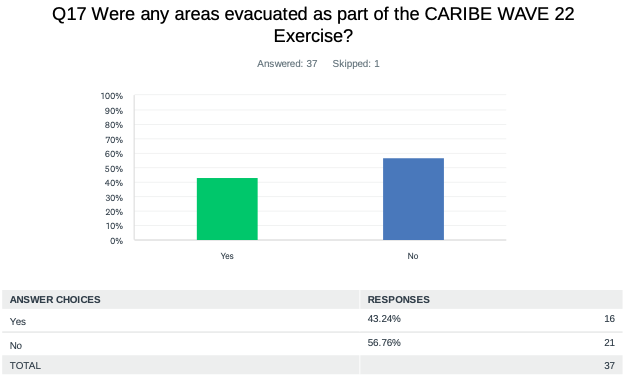 Q17 Were any areas evacuated as part of the CARIBE WAVE 22
Exercise?
Answered: 37 Skipped: 1
100%
90%
80%
70%
60%
50%
40%
30%
20%
10%
0%
Yes No
ANSWER CHOICES RESPONSES
Yes 43.24% 16
No 56.76% 21
TOTAL 37